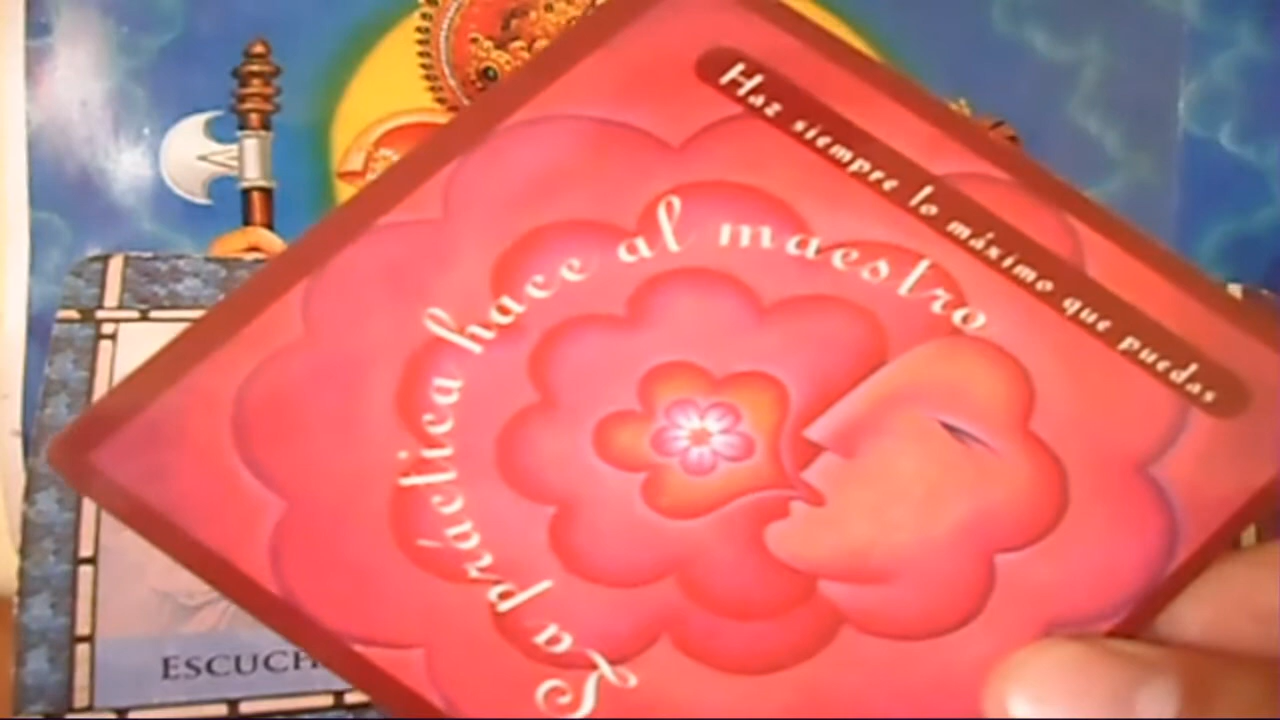 Haz siempre lo máximo que puedas
La práctica hace al maestro
ESCUCH